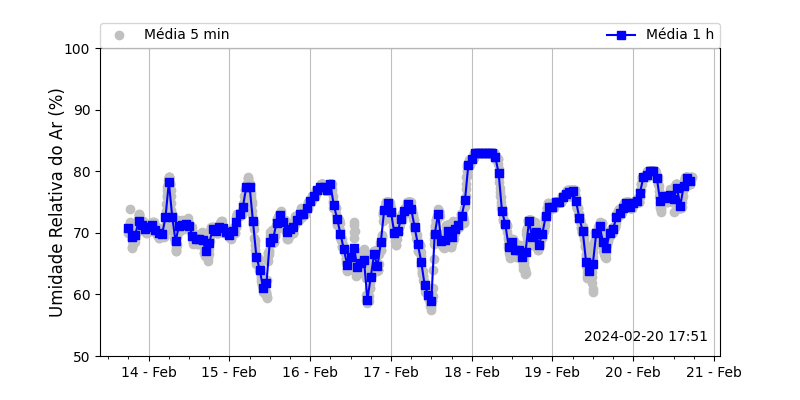 Média 5 min
Média 1 h
Umidade Relativa do Ar (%)
100
90
80
70
60
50
2024-02-20 17:51
14 - Feb
15 - Feb
16 - Feb
17 - Feb
18 - Feb
19 - Feb
20 - Feb
21 - Feb